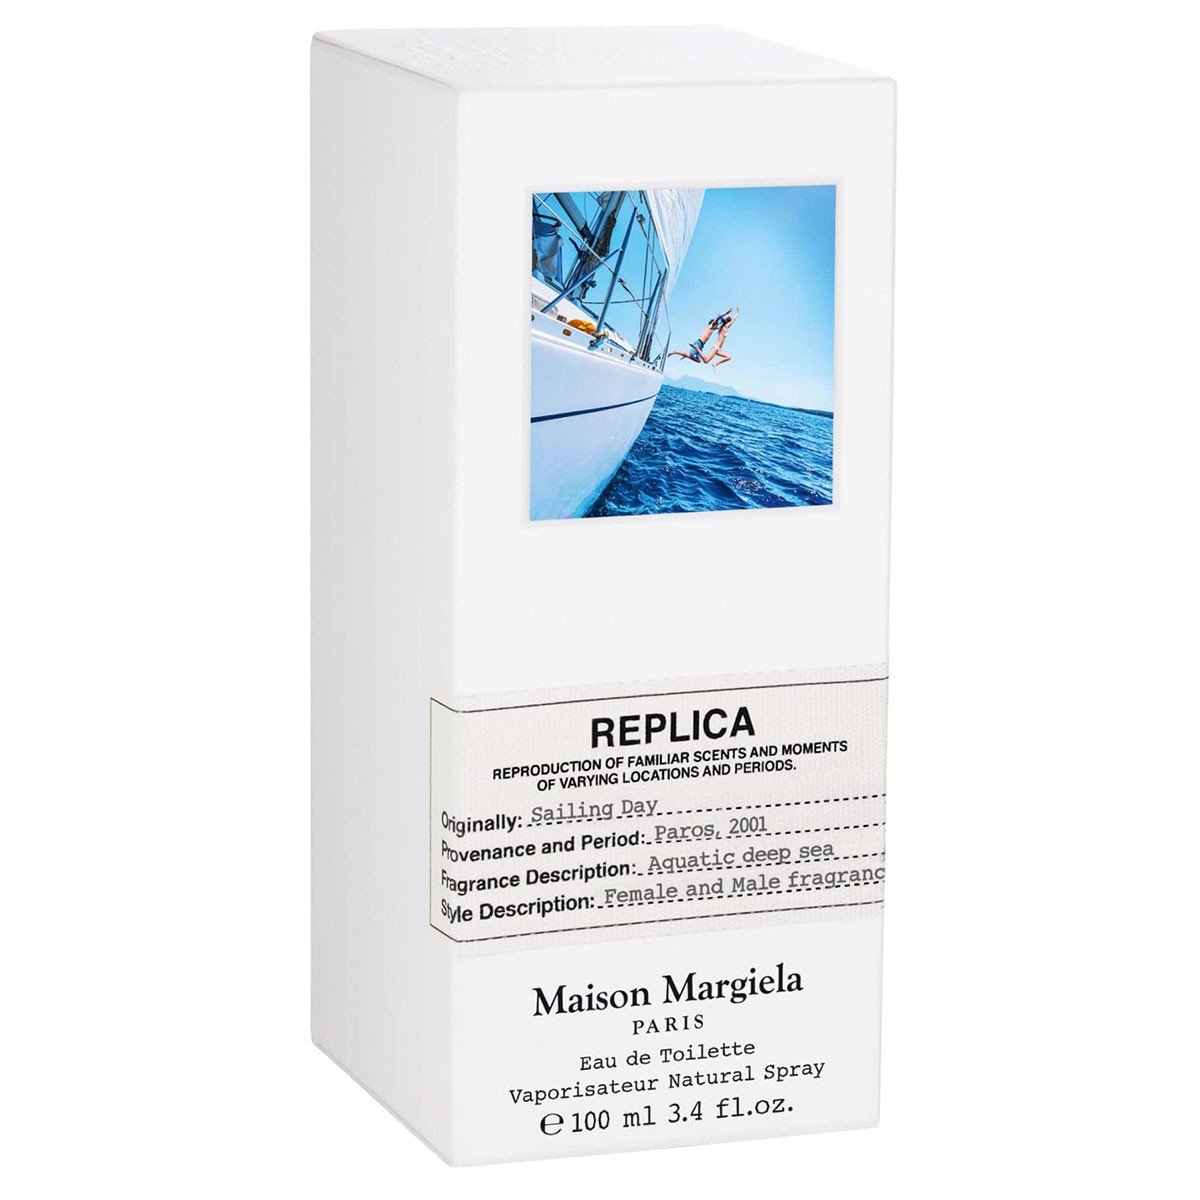 REPLICA
REPRODUCTION OF FAMILIAR SCENTS AND MOMENTS
OF VARYING LOCATIONS AND PERIODS.
Originally: Sailing Day
Provenance and Period: Paros, 2001
Fragrance Description: Aquatic deep sea
Style Description: Female and Male fragranc
Maison Margiela
PARIS
Eau de Toilette
Vaporisateur Natural Spray
℮ 100 ml 3.4 fl.oz.